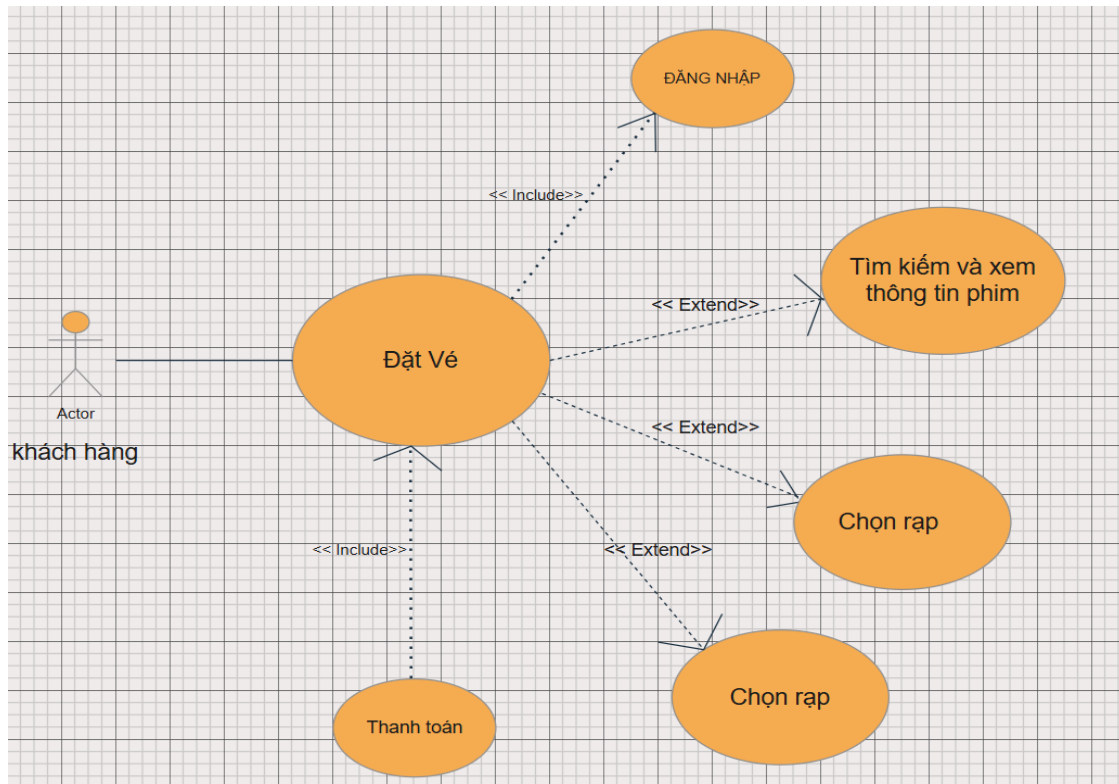 ĐĂNG NHẬP
<< Include>>
Tìm kiếm và xem
thông tin phim
<< Extend>>
Đặt Vé
Actor
khách hàng
<< Extend>>
Chọn rạp
<< Include>>
<< Extend>>
Chọn rạp
Thanh toán